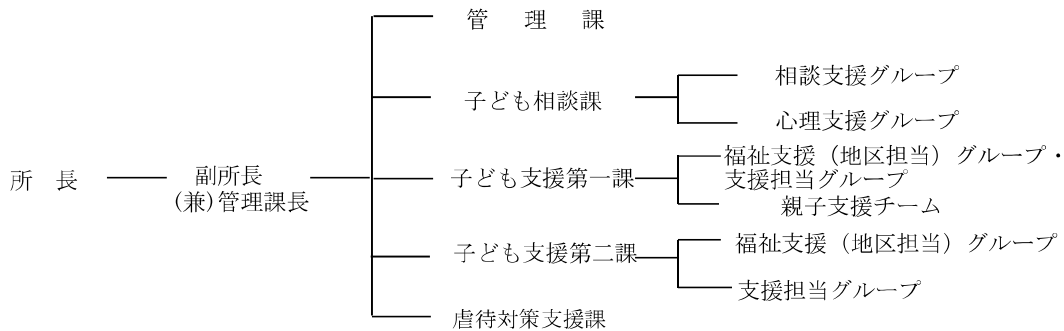 管　理　課
相談支援グループ
子ども相談課
心理支援グループ
福祉支援（地区担当）グループ・
支援担当グループ
所　長
副所長
(兼)管理課長
子ども支援第一課
親子支援チーム
福祉支援（地区担当）グループ
子ども支援第二課
支援担当グループ
虐待対策支援課